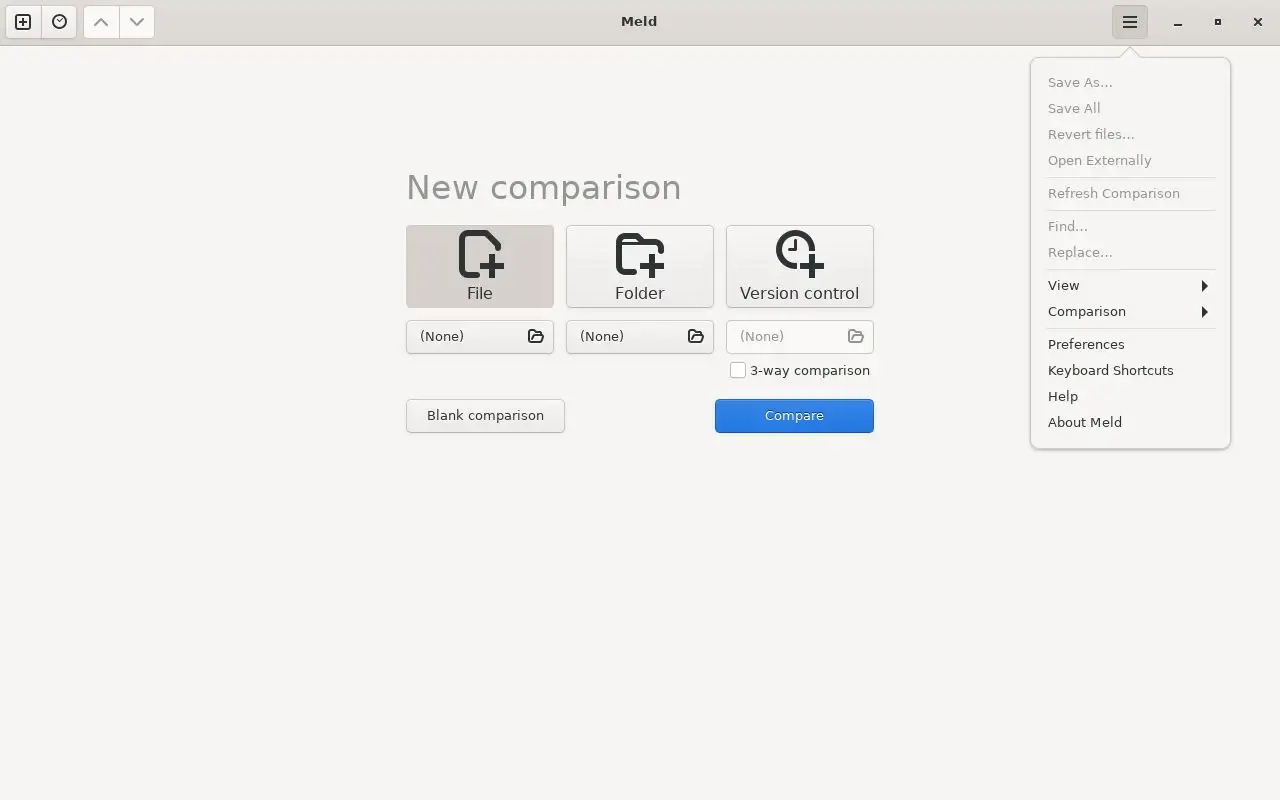 Meld
New comparison
File
Folder
Version control
(None)
(None)
(None)
3-way comparison
Blank comparison
Compare
Save As...
Save All
Revert files...
Open Externally
Refresh Comparison
Find...
Replace...
View
Comparison
Preferences
Keyboard Shortcuts
Help
About Meld